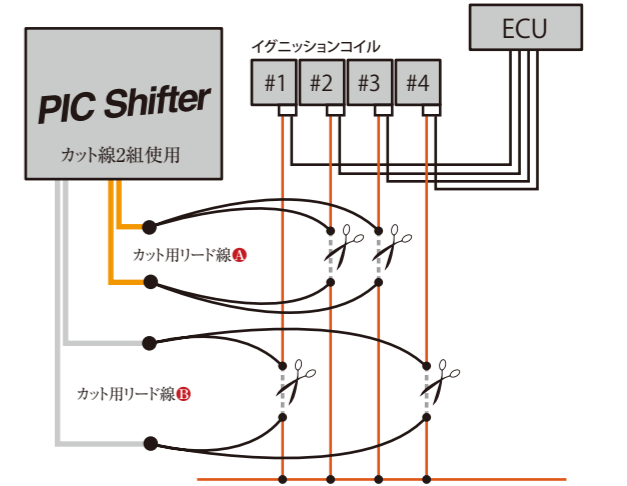 ECU
イグニッションコイル
#1 #2 #3 #4
PIC Shifter
カット線2組使用
カット用リード線A
カット用リード線B